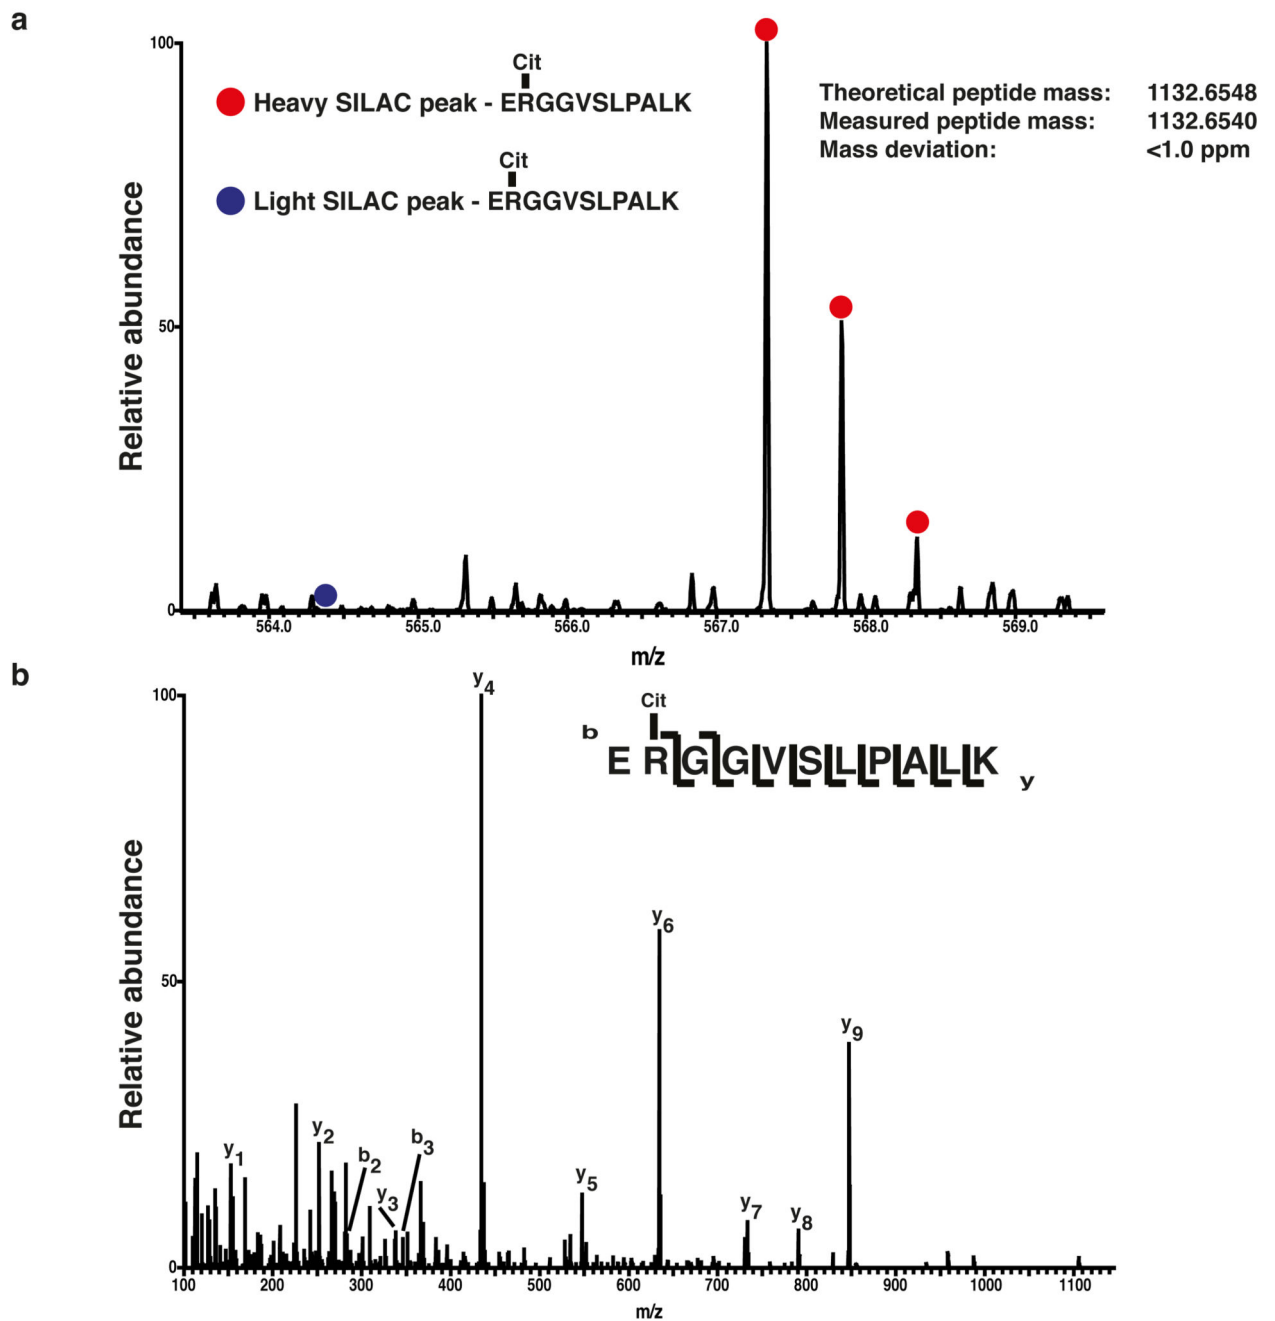 a
100
50
0
Relative abundance
Cit
Heavy SILAC peak - ERGGVSLPALK
Cit
Light SILAC peak - ERGGVSLPALK
Theoretical peptide mass: 1132.6548
Measured peptide mass: 1132.6540
Mass deviation: <1.0 ppm
564.0 565.0 566.0 567.0 568.0 569.0
m/z
b
100
50
0
Relative abundance
y4
Cit
b
E R G G V S L P A L K
y
y6
y9
y1
y2
b2
y3
b3
y5
y7
y8
100 200 300 400 500 600 700 800 900 1000 1100
m/z